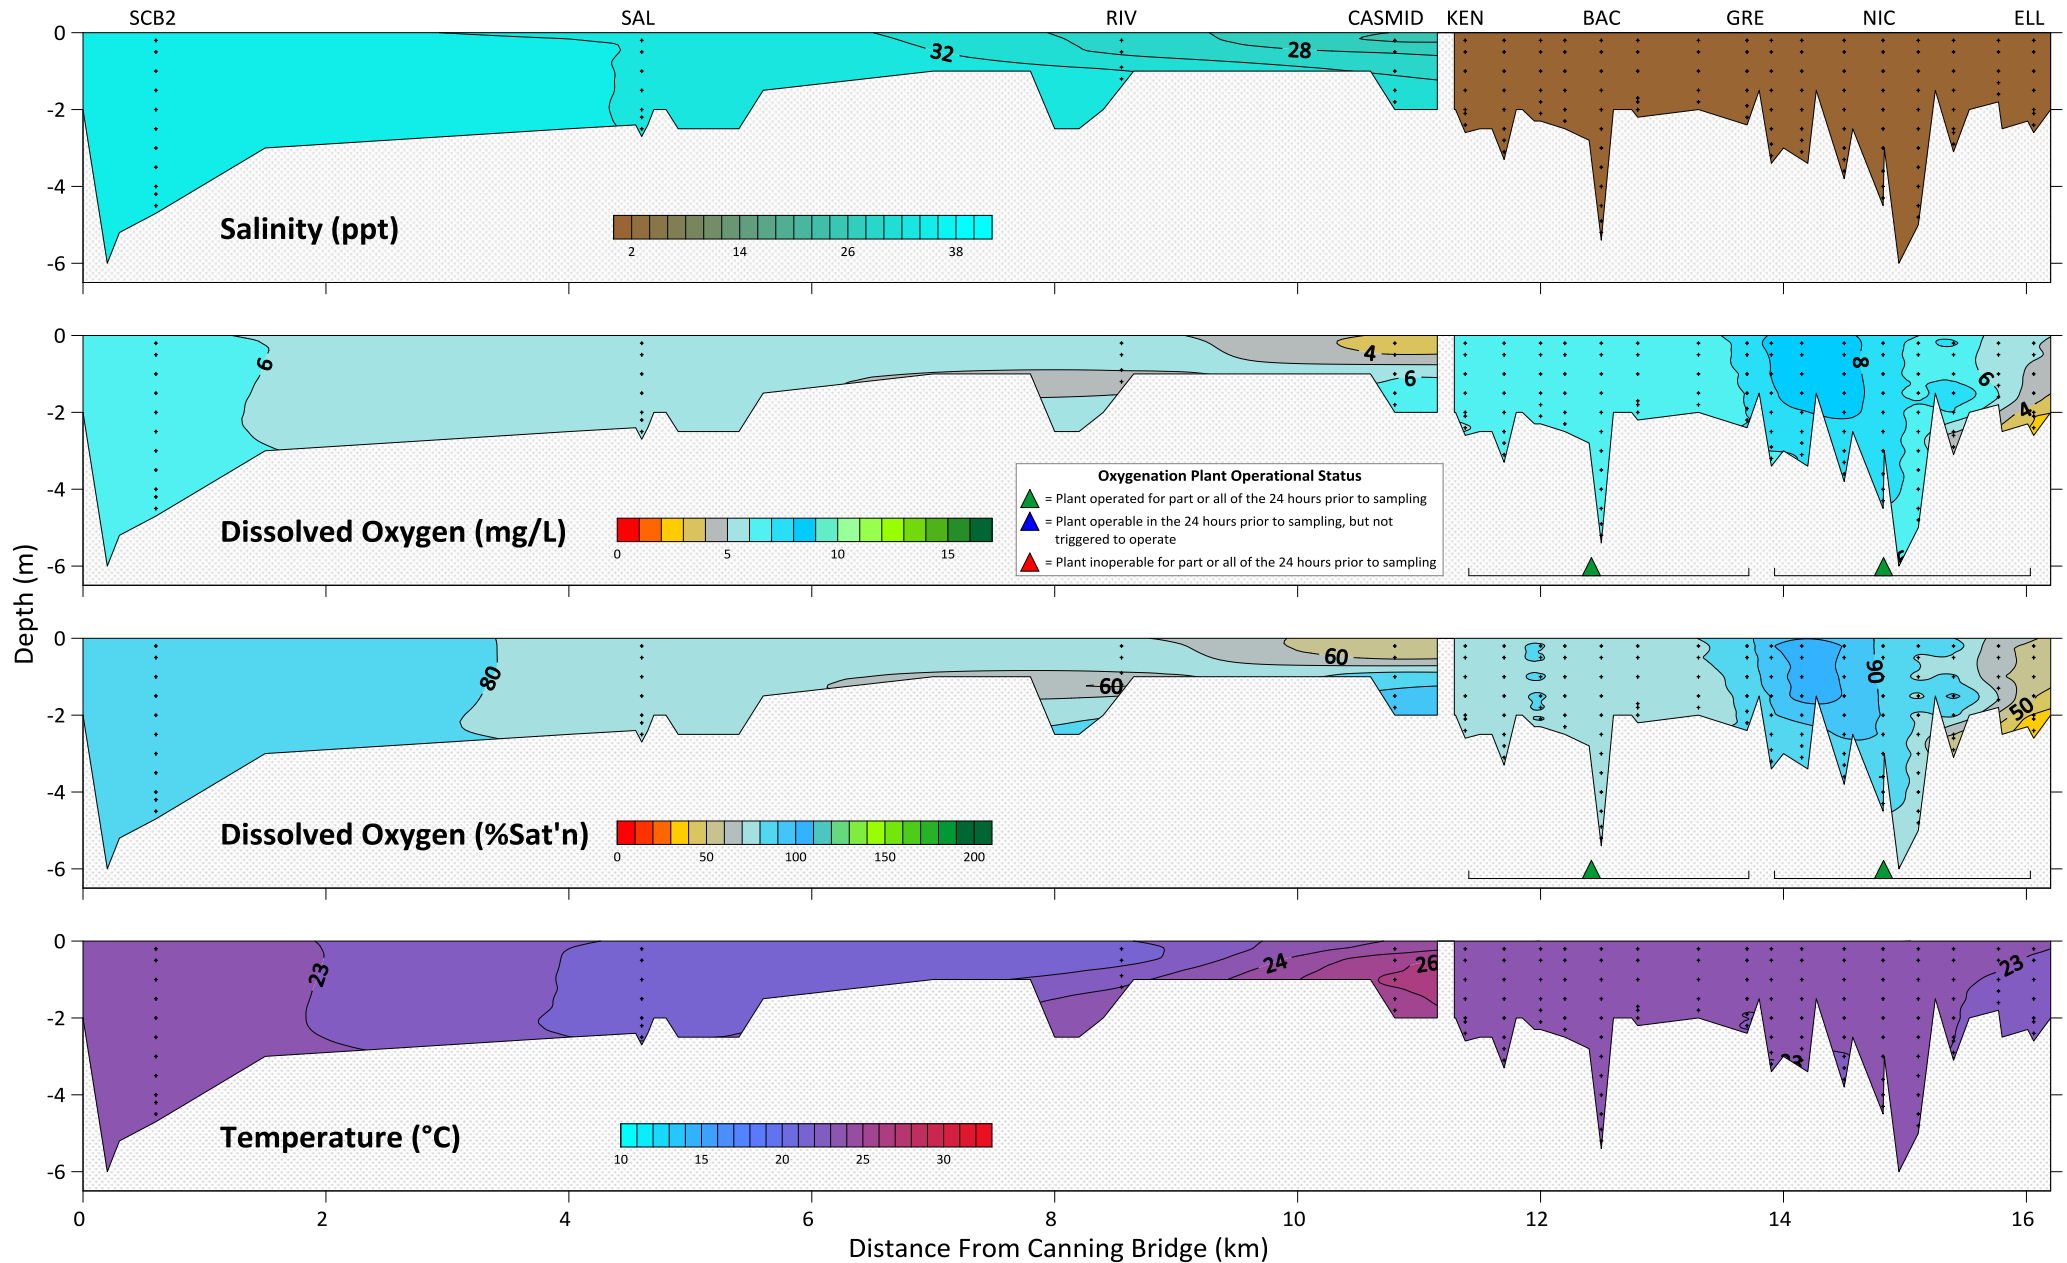 SCB2 SAL RIV CASMID KEN BAC GRE NIC ELL
0
-2
-4
-6
32
28
Salinity (ppt)
2 14 26 38
0
-2
-4
-6
6
4
6
8
6
4
Dissolved Oxygen (mg/L)
0 5 10 15
Oxygenation Plant Operational Status
= Plant operated for part or all of the 24 hours prior to sampling
= Plant operable in the 24 hours prior to sampling, but not
triggered to operate
= Plant inoperable for part or all of the 24 hours prior to sampling
Depth (m)
0
-2
-4
-6
80
60
60
90
50
Dissolved Oxygen (%Sat'n)
0 50 100 150 200
0
-2
-4
-6
23
24
26
23
23
Temperature (°C)
10 15 20 25 30
0 2 4 6 8 10 12 14 16
Distance From Canning Bridge (km)